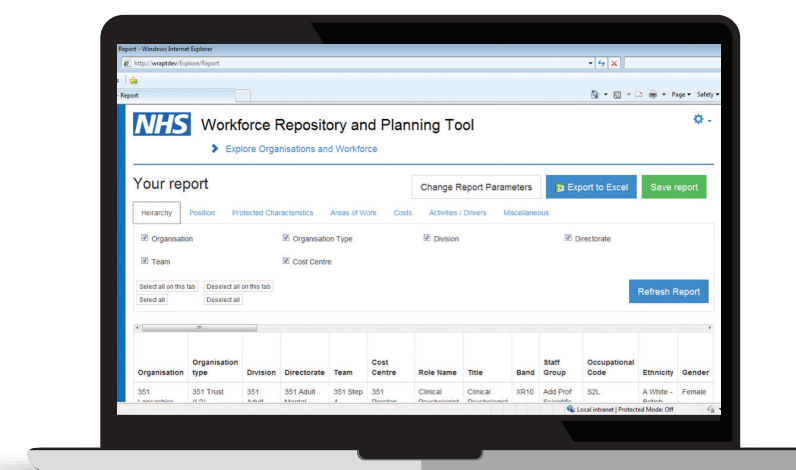 Report - Windows Internet Explorer
http://wraptdev/Explore/Report
Report
Page Safety
NHS Workforce Repository and Planning Tool
Explore Organisations and Workforce
Your report
Change Report Parameters Export to Excel Save report
Heirarchy Position Protected Characteristics Areas of Work Costs Activities / Drivers Miscellaneous
Organisation Organisation Type Division Directorate
Team Cost Centre
Select all on this tab Deselect all on this tab
Select all Deselect all
Refresh Report
Organisation Organisation type Division Directorate Team Cost Centre Role Name Title Band Staff Group Occupational Code Ethnicity Gender
351 351 Trust 351 351 Adult 351 Step 351 Clinical Clinical XR10 Add Prof S2L A White - Female
Local intranet | Protected Mode: Off